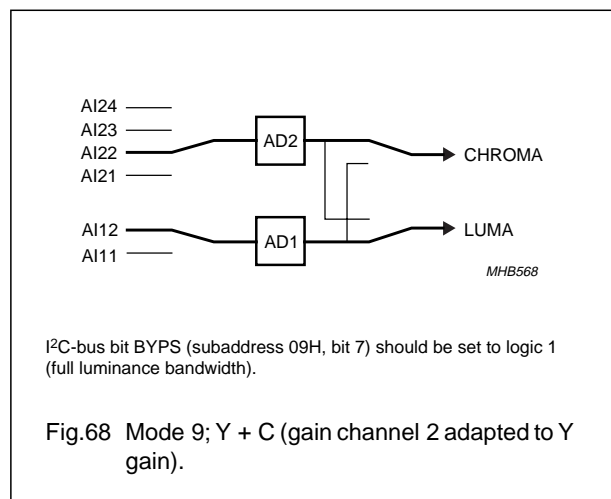 AI24
AI23
AI22
AI21
AD2
CHROMA
AI12
AI11
AD1
LUMA
MHB568
I²C-bus bit BYPS (subaddress 09H, bit 7) should be set to logic 1
(full luminance bandwidth).
Fig.68 Mode 9; Y + C (gain channel 2 adapted to Y
gain).